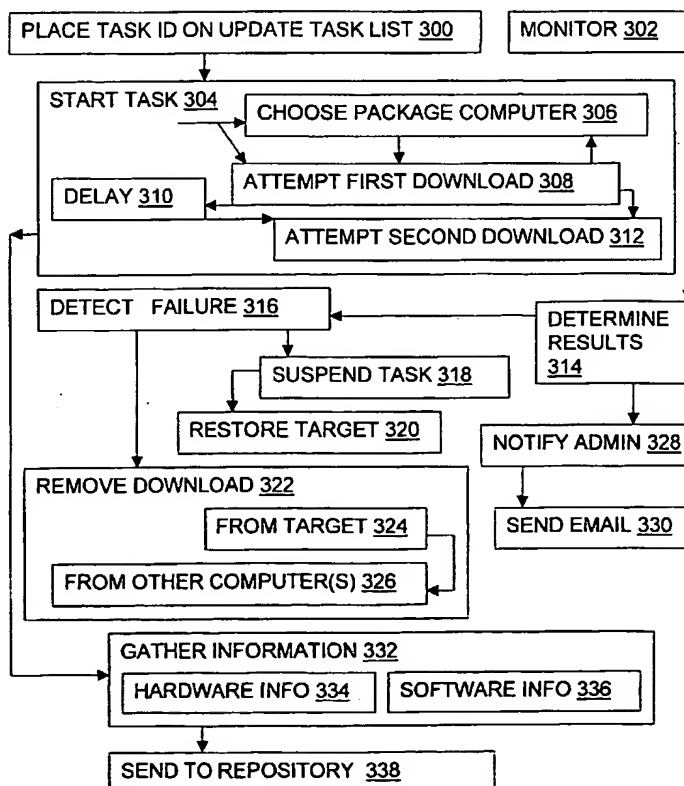 PLACE TASK ID ON UPDATE TASK LIST 300
MONITOR 302
START TASK 304
CHOOSE PACKAGE COMPUTER 306
ATTEMPT FIRST DOWNLOAD 308
DELAY 310
ATTEMPT SECOND DOWNLOAD 312
DETECT FAILURE 316
DETERMINE
RESULTS
314
SUSPEND TASK 318
RESTORE TARGET 320
NOTIFY ADMIN 328
REMOVE DOWNLOAD 322
FROM TARGET 324
SEND EMAIL 330
FROM OTHER COMPUTER(S) 326
GATHER INFORMATION 332
HARDWARE INFO 334
SOFTWARE INFO 336
SEND TO REPOSITORY 338